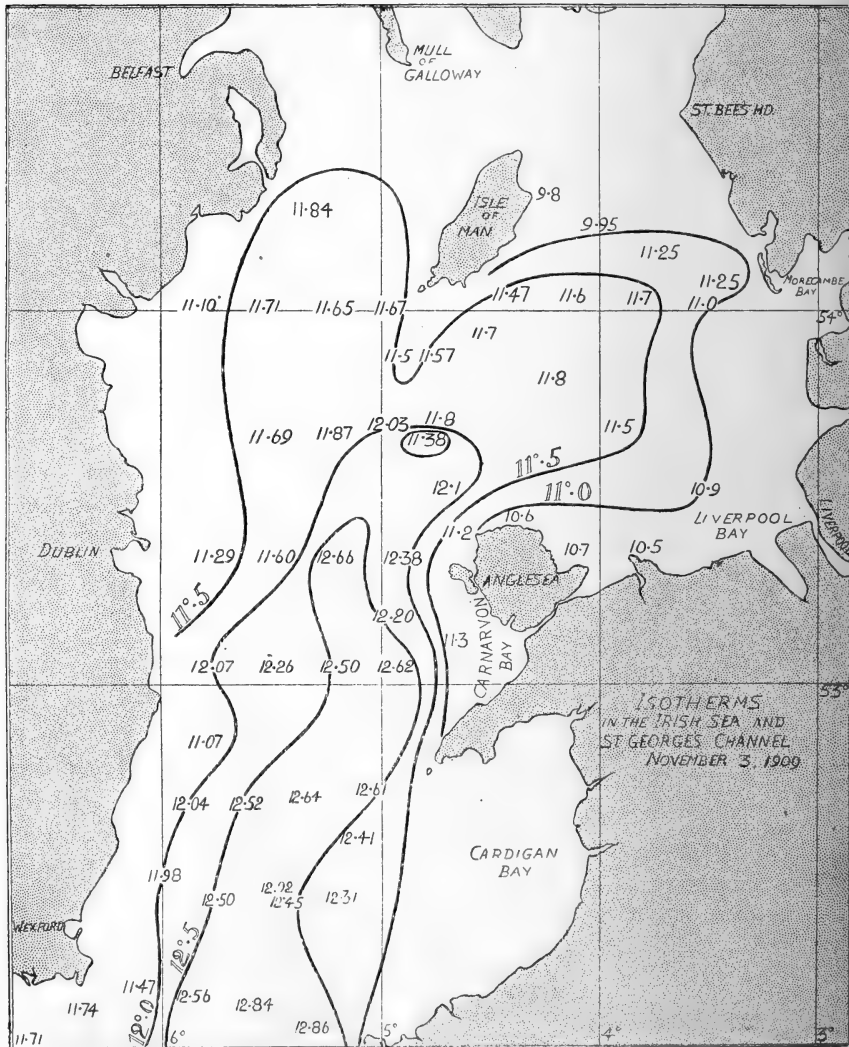 BELFAST
MULL
OF
GALLOWAY
ST. BEES HD.
ISLE
OF
MAN
9.8
11.84
9.95
11.25
11.25
MORECAMBE
BAY
11.10
11.71
11.65
11.67
11.47
11.6
11.7
11.0
54°
11.7
11.5
11.57
11.8
11.69
11.87
12.03
11.8
11.38
11.5
11°.5
12.1
11°.0
10.9
10.6
LIVERPOOL
BAY
LIVERPOOL
11.2
DUBLIN
11.29
11.60
12.66
12.38
10.7
10.5
ANGLESEA
11°.5
12.20
11.3
CARNARVON
BAY
12.07
12.26
12.50
12.62
53°
ISOTHERMS
IN THE IRISH SEA AND
ST GEORGES CHANNEL
NOVEMBER 3, 1909
11.07
12.04
12.52
12.64
12.61
12.41
CARDIGAN
BAY
11.98
12.50
12.45
12.31
WEXFORD
12°.5
11.47
12.56
12.84
11.74
12°.0
11.71
6°
12.86
5°
4°